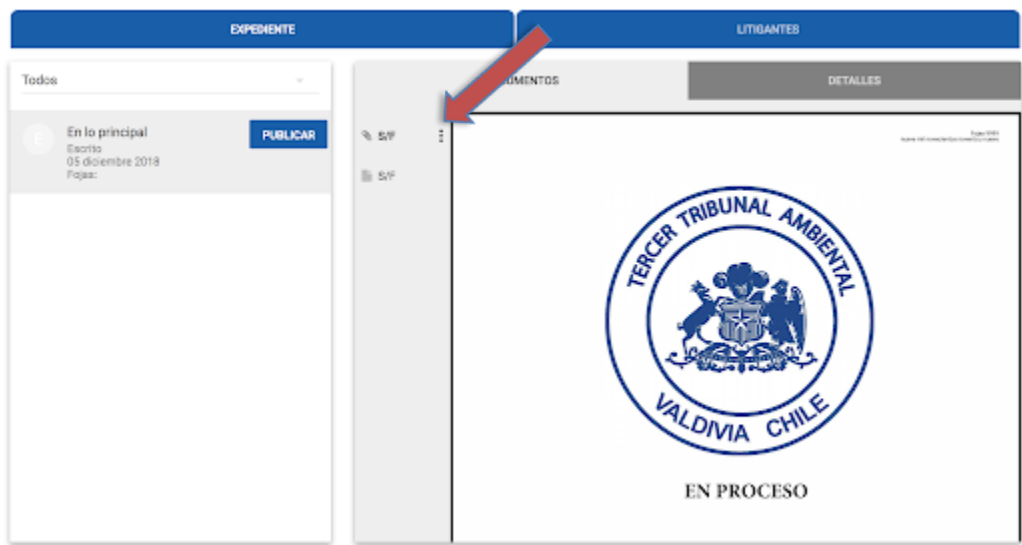 EXPEDIENTE
LITIGANTES
Todos
UMENTOS
DETALLES
E
En lo principal
PUBLICAR
Escrito
05 diciembre 2018
Fojas:
S/F
S/F
TERCER TRIBUNAL AMBIENTAL
VALDIVIA CHILE
EN PROCESO